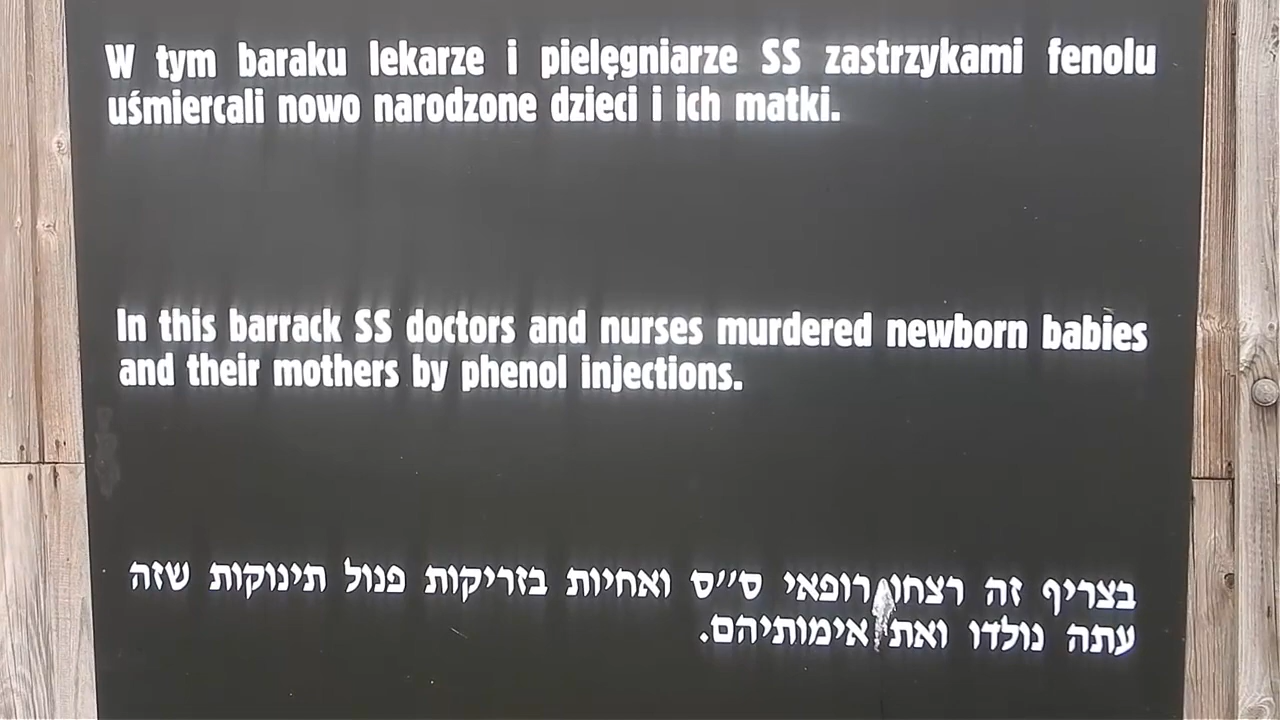 W tym baraku lekarze i pielęgniarze SS zastrzykami fenolu
uśmiercali nowo narodzone dzieci i ich matki.
In this barrack SS doctors and nurses murdered newborn babies
and their mothers by phenol injections.
בצריף זה רצחו רופאי ס״ס ואחיות בזריקות פנול תינוקות שזה
עתה נולדו ואת אימותיהם.